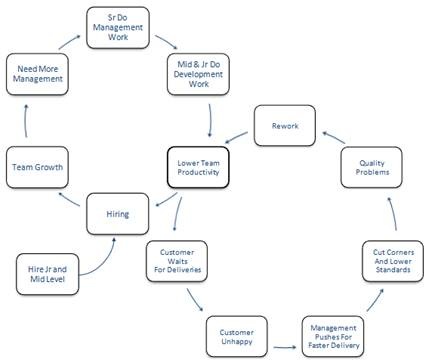 Sr Do
Management
Work
Need More
Management
Mid & Jr Do
Development
Work
Rework
Team Growth
Lower Team
Productivity
Quality
Problems
Hiring
Hire Jr and
Mid Level
Customer
Waits
For Deliveries
Cut Corners
And Lower
Standards
Customer
Unhappy
Management
Pushes For
Faster Delivery